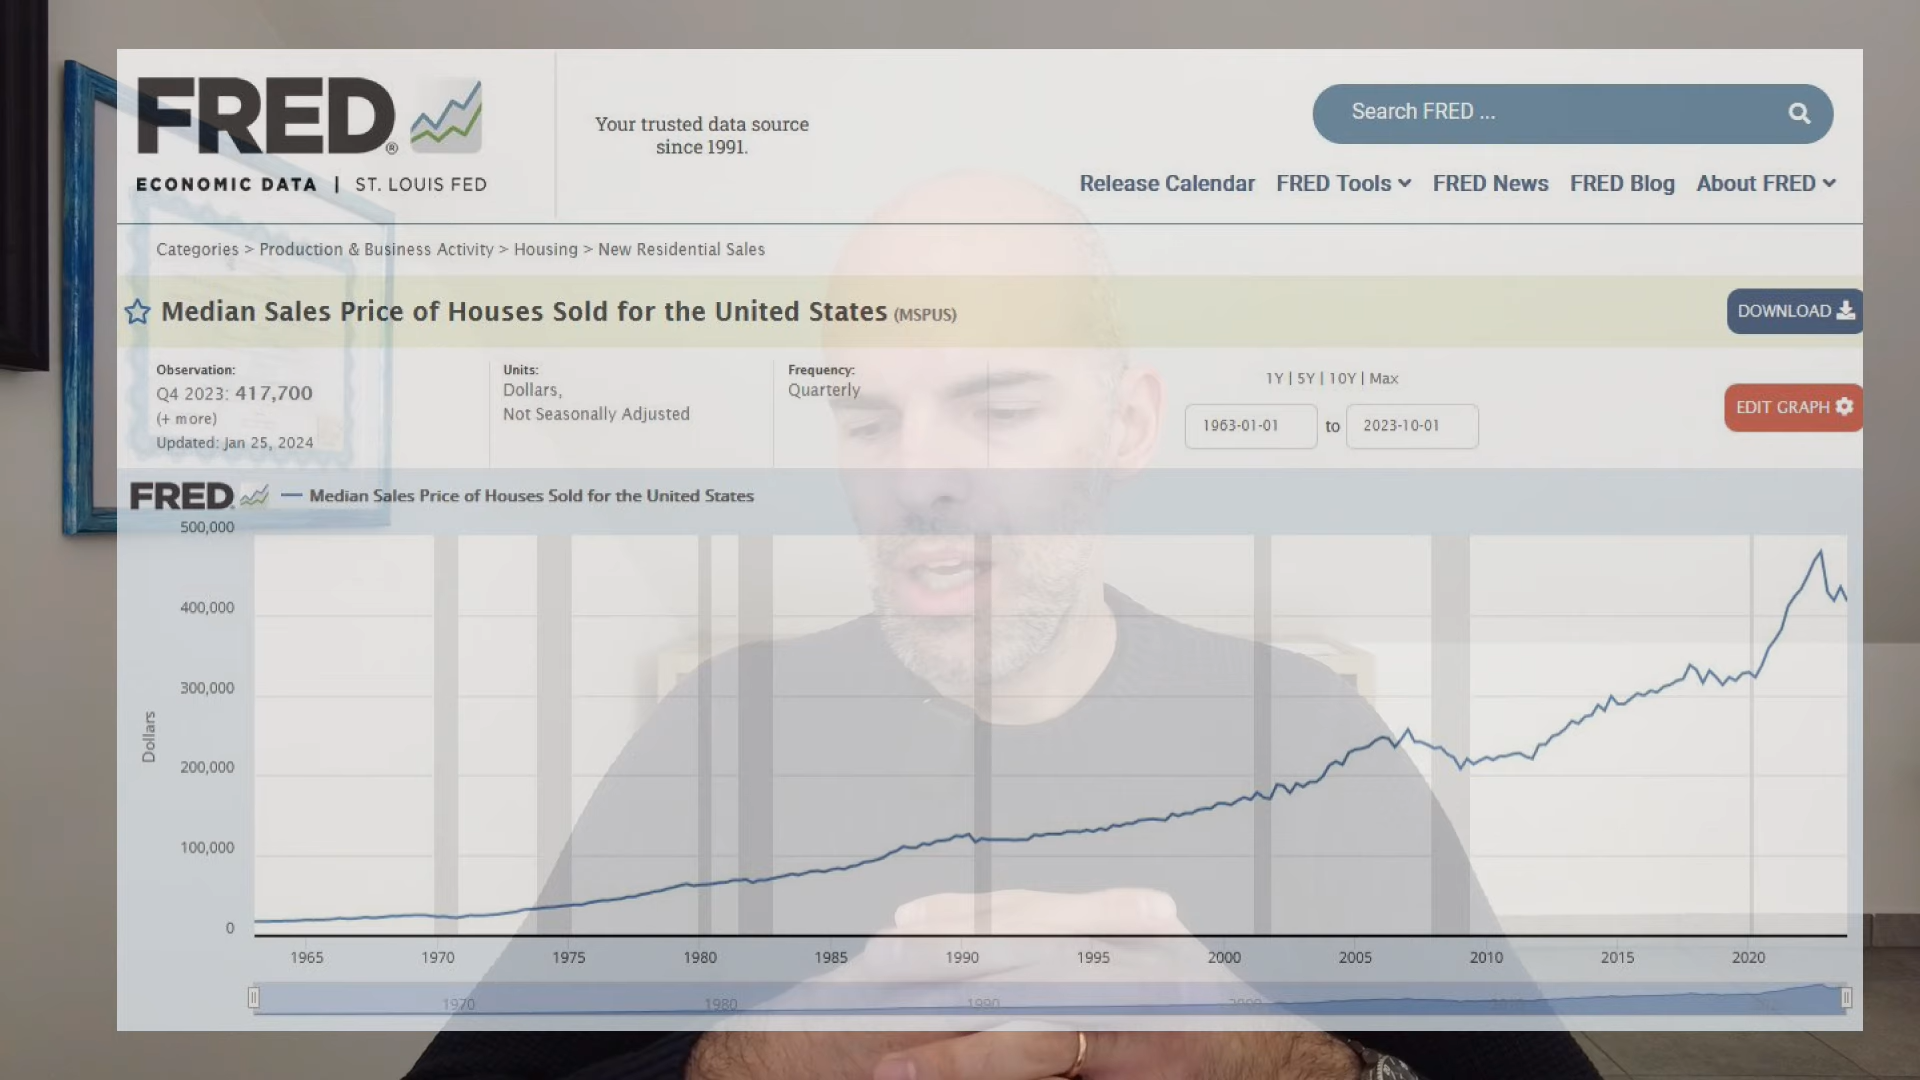 FRED®
ECONOMIC DATA | ST. LOUIS FED
Your trusted data source
since 1991.
Search FRED ...
Release Calendar FRED Tools FRED News FRED Blog About FRED
Categories > Production & Business Activity > Housing > New Residential Sales
Median Sales Price of Houses Sold for the United States (MSPUS)
DOWNLOAD
Observation:
Q4 2023: 417,700
(+ more)
Updated: Jan 25, 2024
Units:
Dollars,
Not Seasonally Adjusted
Frequency:
Quarterly
1Y | 5Y | 10Y | Max
1963-01-01 to 2023-10-01
EDIT GRAPH
FRED Median Sales Price of Houses Sold for the United States
500,000
400,000
300,000
200,000
100,000
0
Dollars
1965 1970 1975 1980 1985 1990 1995 2000 2005 2010 2015 2020
1970 1980 1990 2000 2010